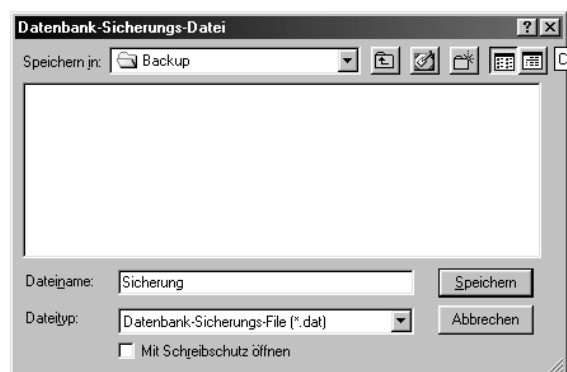 Datenbank-Sicherungs-Datei
Speichern in: Backup
Dateiname: Sicherung Speichern
Dateityp: Datenbank-Sicherungs-File (*.dat) Abbrechen
Mit Schreibschutz öffnen